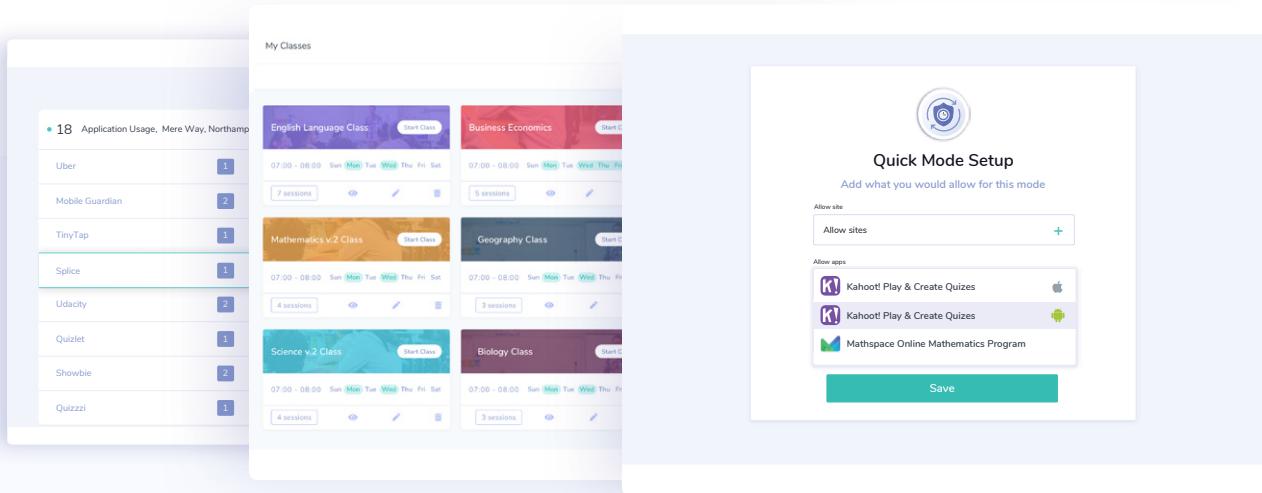 18 Application Usage, Mere Way, Northamp
Uber 1
Mobile Guardian 2
TinyTap 1
Splice 1
Udacity 2
Quizlet 1
Showbie 2
Quizzzi 1
My Classes
English Language Class Start Class
07:00 - 08:00 Sun Mon Tue Wed Thu Fri Sat
7 sessions
Business Economics Start C
07:00 - 08:00 Sun Mon Tue Wed Thu Fri
5 sessions
Mathematics v.2 Class Start Class
07:00 - 08:00 Sun Mon Tue Wed Thu Fri Sat
4 sessions
Geography Class Start C
07:00 - 08:00 Sun Mon Tue Wed Thu Fri
3 sessions
Science v.2 Class Start Class
07:00 - 08:00 Sun Mon Tue Wed Thu Fri Sat
4 sessions
Biology Class Start C
07:00 - 08:00 Sun Mon Tue Wed Thu Fri
3 sessions
Quick Mode Setup
Add what you would allow for this mode
Allow site
Allow sites +
Allow apps
K! Kahoot! Play & Create Quizes
K! Kahoot! Play & Create Quizes
Mathspace Online Mathematics Program
Save